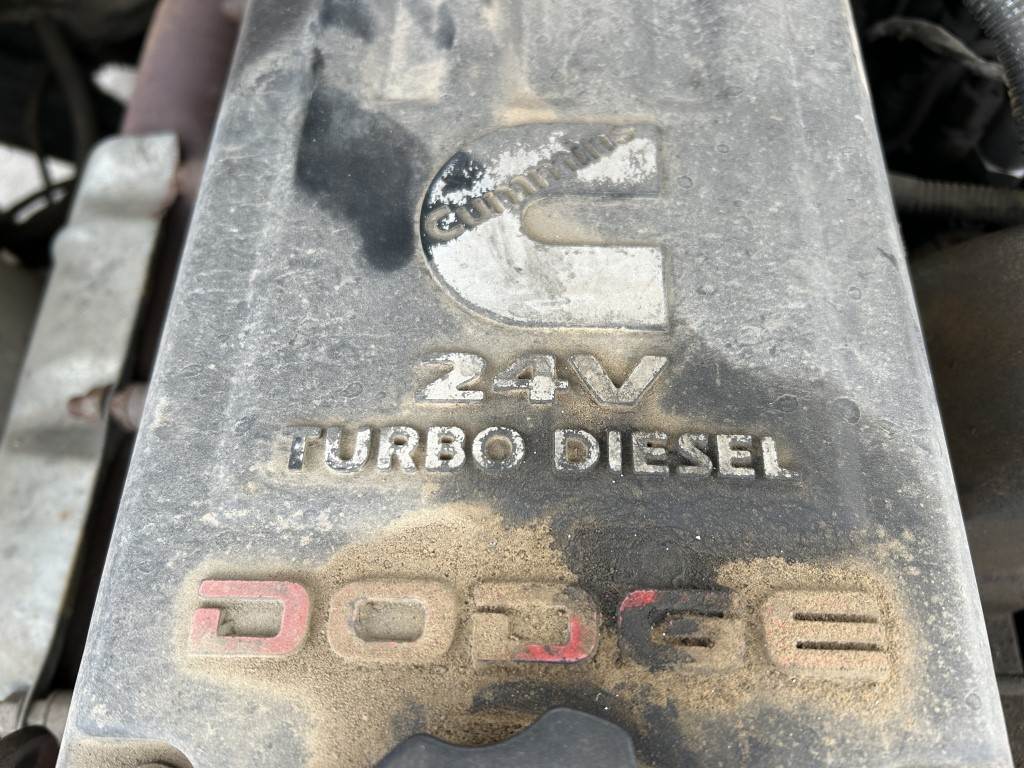 Cummins
24V
TURBO DIESEL
DODGE